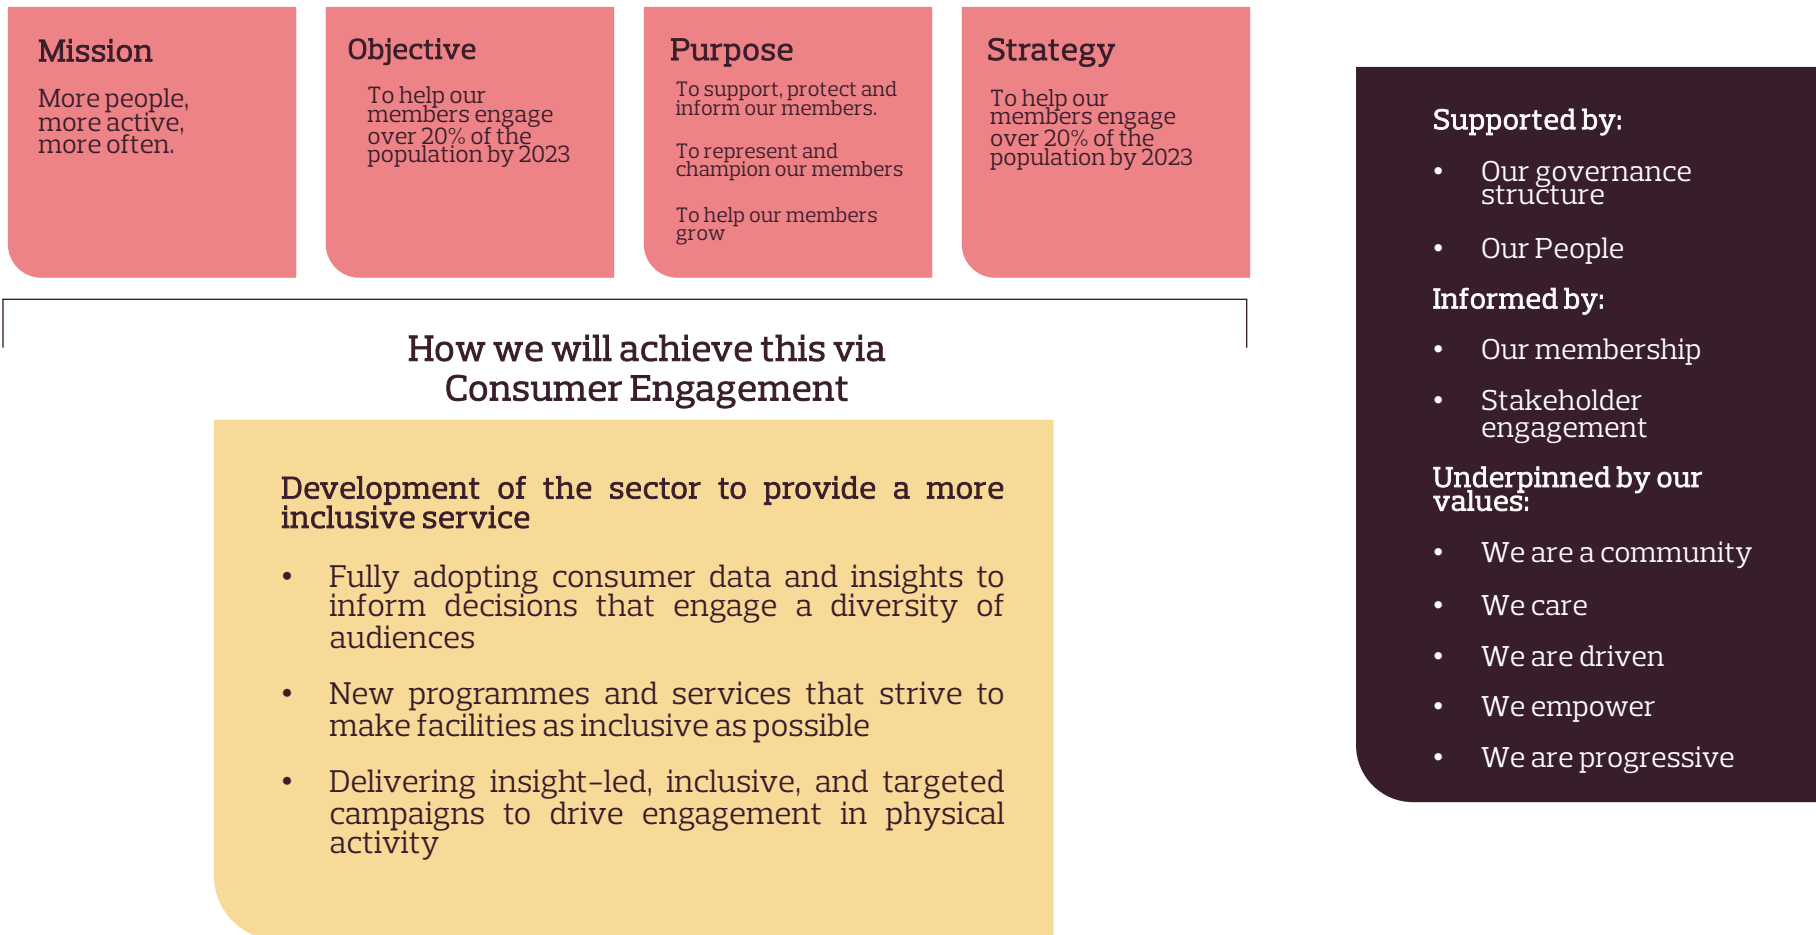 Mission
More people,
more active,
more often.
Objective
To help our
members engage
over 20% of the
population by 2023
Purpose
To support, protect and
inform our members.
To represent and
champion our members
To help our members
grow
Strategy
To help our
members engage
over 20% of the
population by 2023
How we will achieve this via
Consumer Engagement
Development of the sector to provide a more
inclusive service
• Fully adopting consumer data and insights to
inform decisions that engage a diversity of
audiences
• New programmes and services that strive to
make facilities as inclusive as possible
• Delivering insight-led, inclusive, and targeted
campaigns to drive engagement in physical
activity
Supported by:
• Our governance
structure
• Our People
Informed by:
• Our membership
• Stakeholder
engagement
Underpinned by our
values:
• We are a community
• We care
• We are driven
• We empower
• We are progressive